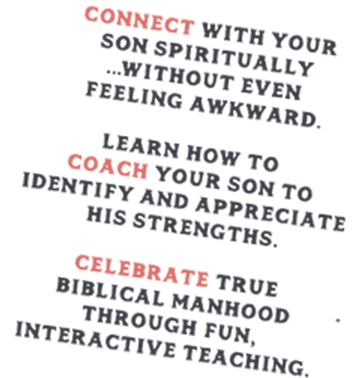 CONNECT WITH YOUR
SON SPIRITUALLY
...WITHOUT EVEN
FEELING AWKWARD.
LEARN HOW TO
COACH YOUR SON TO
IDENTIFY AND APPRECIATE
HIS STRENGTHS.
CELEBRATE TRUE
BIBLICAL MANHOOD
THROUGH FUN,
INTERACTIVE TEACHING.